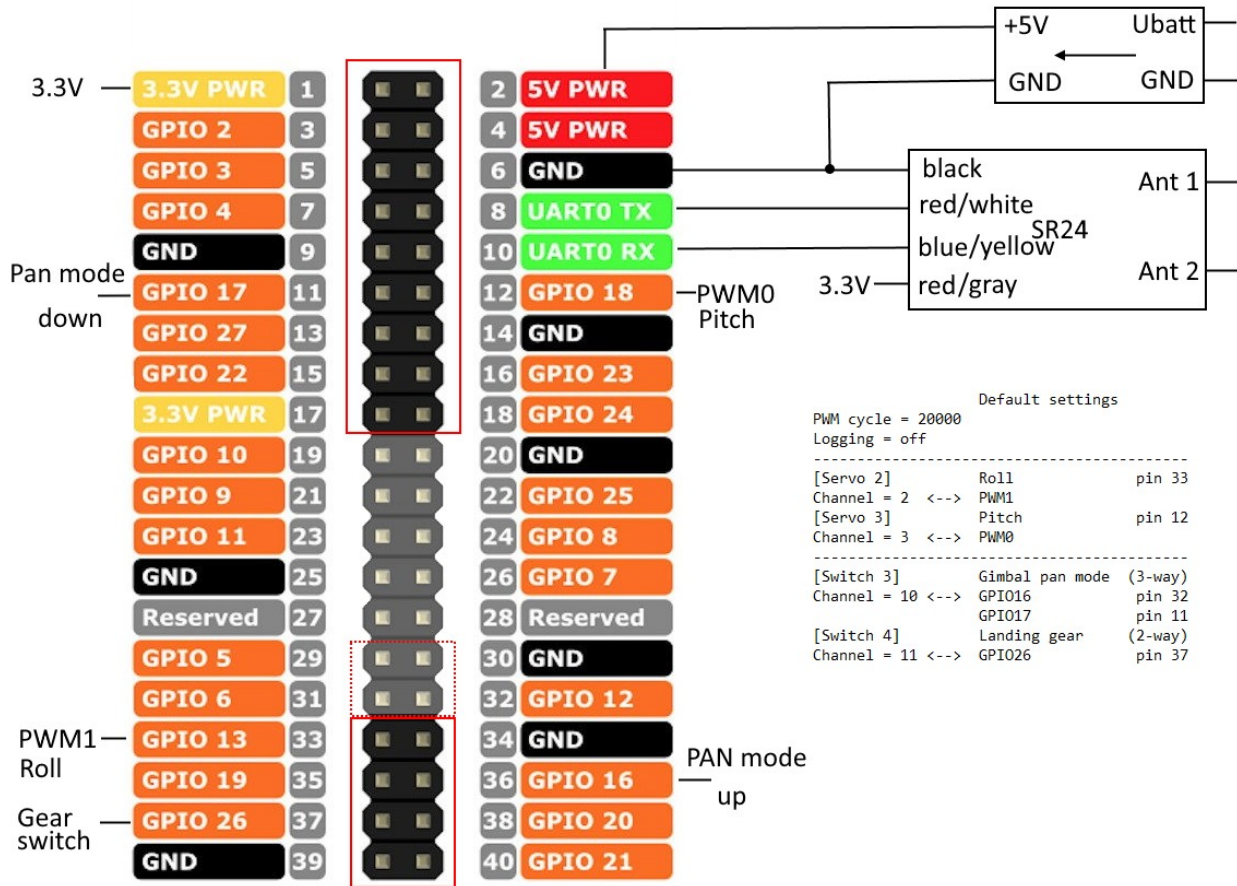 +5V Ubatt
GND GND
3.3V
3.3V PWR 1 2 5V PWR
GPIO 2 3 4 5V PWR
GPIO 3 5 6 GND
GPIO 4 7 8 UART0 TX
GND 9 10 UART0 RX
Pan mode
down
GPIO 17 11 12 GPIO 18
PWM0
Pitch
GPIO 27 13 14 GND
GPIO 22 15 16 GPIO 23
3.3V PWR 17 18 GPIO 24
GPIO 10 19 20 GND
GPIO 9 21 22 GPIO 25
GPIO 11 23 24 GPIO 8
GND 25 26 GPIO 7
Reserved 27 28 Reserved
GPIO 5 29 30 GND
GPIO 6 31 32 GPIO 12
PWM1
Roll
GPIO 13 33 34 GND
GPIO 19 35 36 GPIO 16
PAN mode
up
Gear
switch
GPIO 26 37 38 GPIO 20
GND 39 40 GPIO 21
black
red/white
SR24
blue/yellow
3.3V red/gray
Ant 1
Ant 2
Default settings
PWM cycle = 20000
Logging = off
--------------------------------------------
[Servo 2] Roll pin 33
Channel = 2 <--> PWM1
[Servo 3] Pitch pin 12
Channel = 3 <--> PWM0
--------------------------------------------
[Switch 3] Gimbal pan mode (3-way)
Channel = 10 <--> GPIO16 pin 32
GPIO17 pin 11
[Switch 4] Landing gear (2-way)
Channel = 11 <--> GPIO26 pin 37